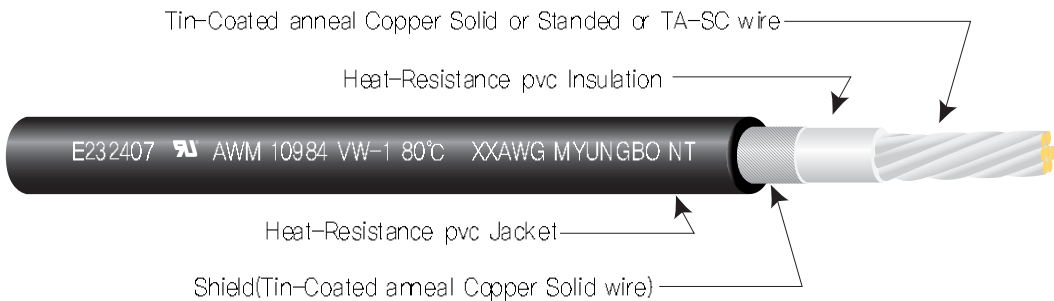 Tin-Coated anneal Copper Solid or Standed or TA-SC wire
Heat-Resistance pvc Insulation
E232407 RU AWM 10984 VW-1 80℃ XXAWG MYUNGBO NT
Heat-Resistance pvc Jacket
Shield(Tin-Coated anneal Copper Solid wire)